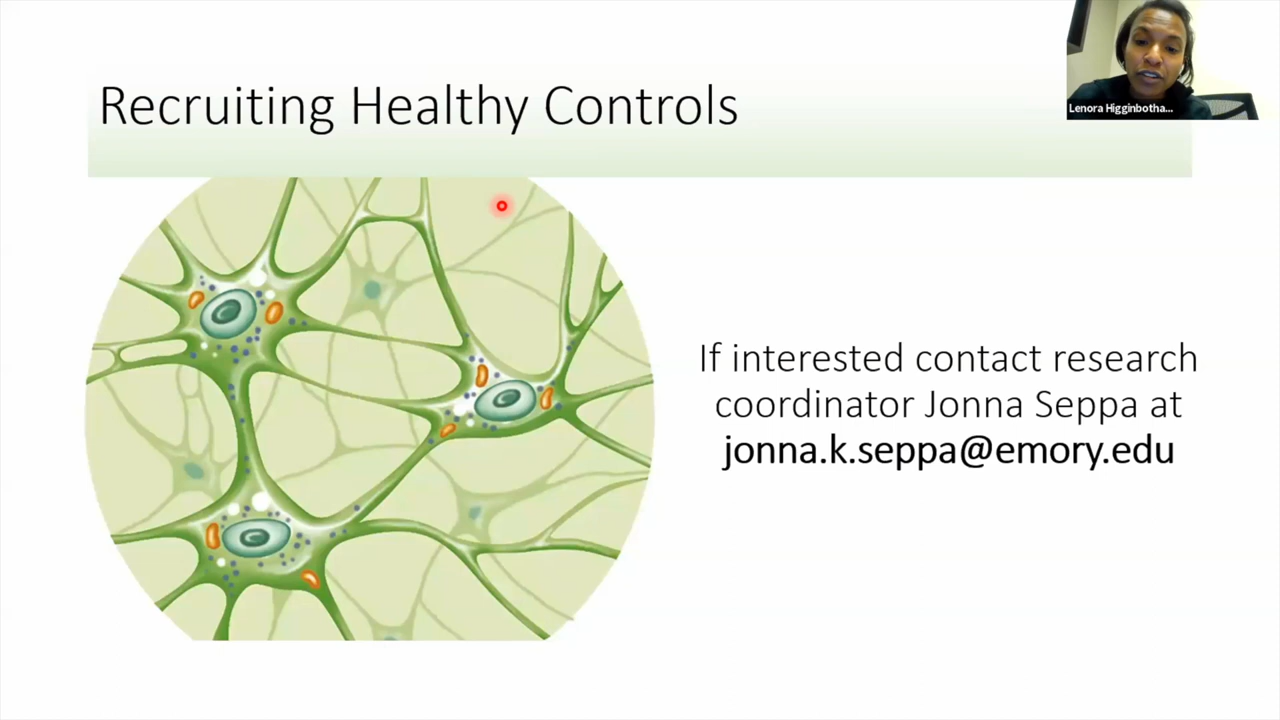 Recruiting Healthy Controls
Lenora Higginbotha...
If interested contact research
coordinator Jonna Seppa at
jonna.k.seppa@emory.edu